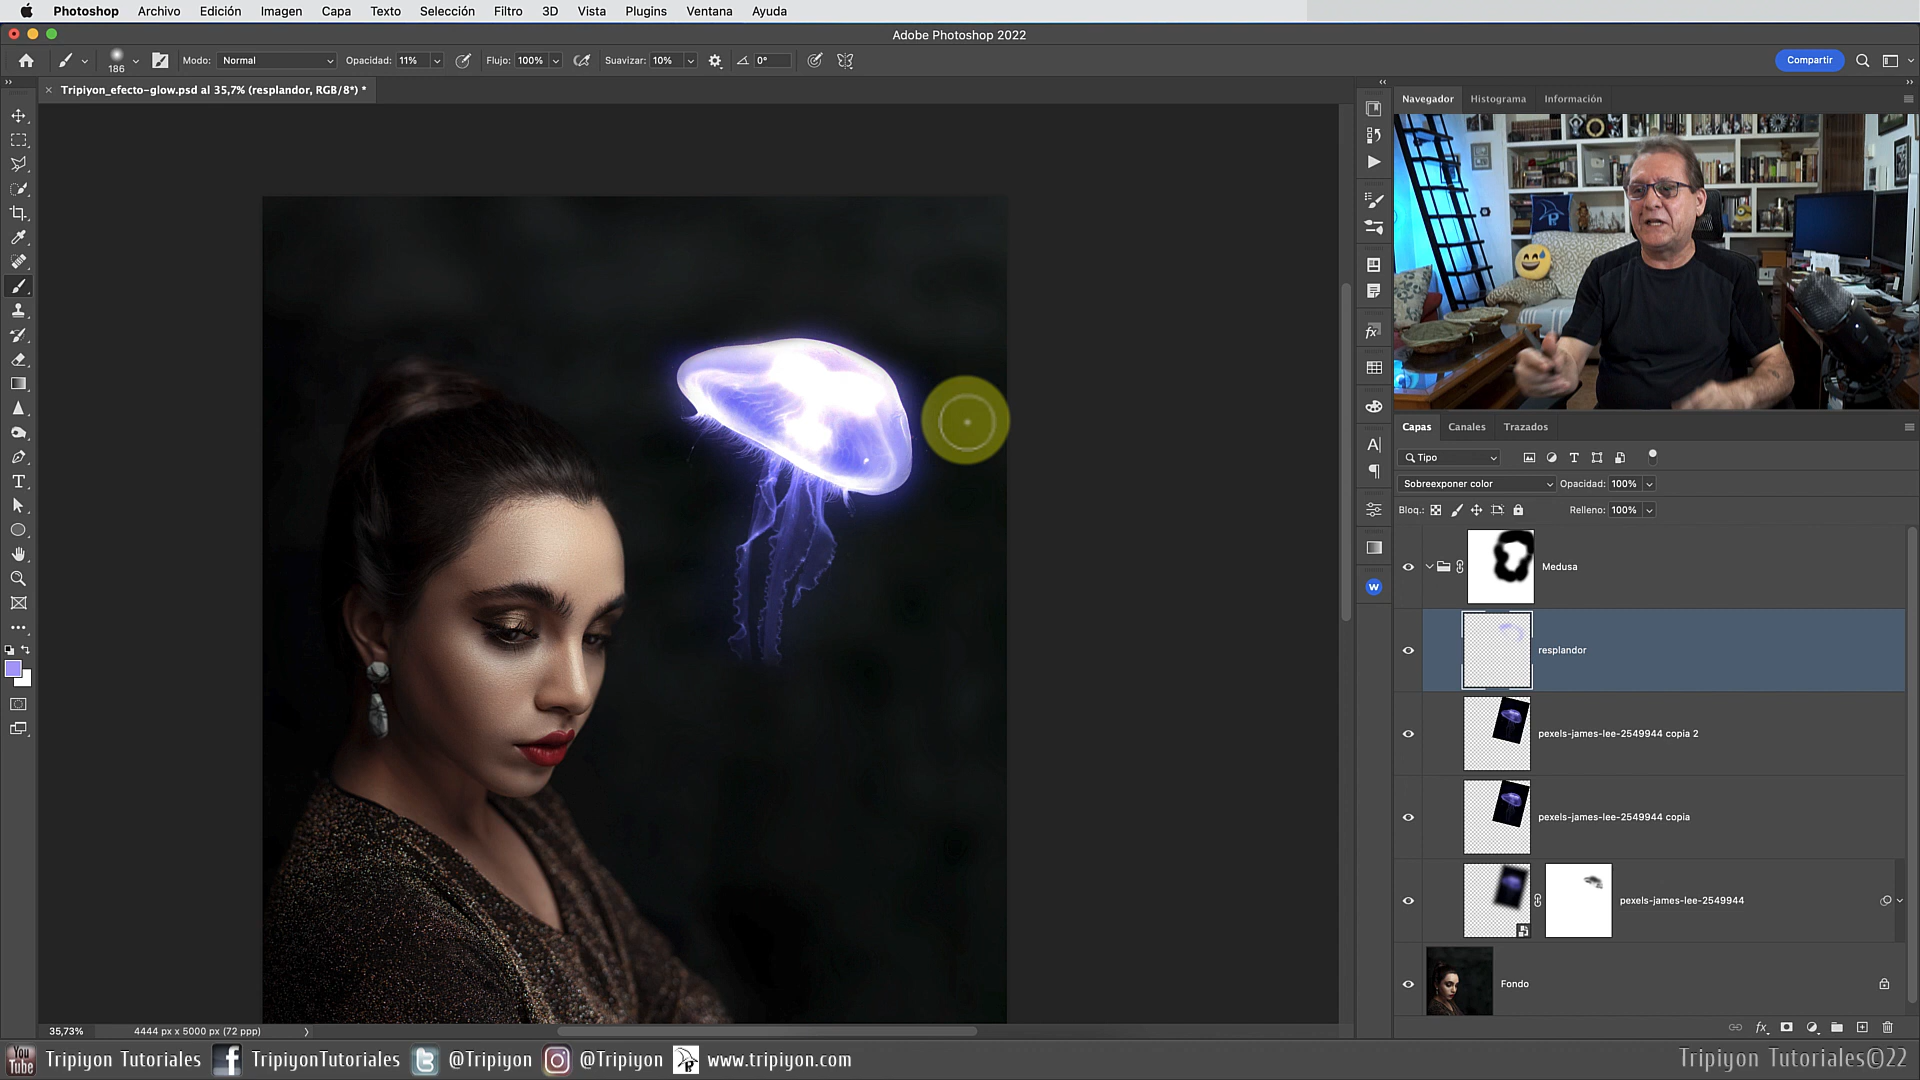 Photoshop Archivo Edición Imagen Capa Texto Selección Filtro 3D Vista Plugins Ventana Ayuda
Adobe Photoshop 2022
186 Modo: Normal Opacidad: 11% Flujo: 100% Suavizar: 10% 0° Compartir
Tripiyon_efecto-glow.psd al 35,7% (resplandor, RGB/8*) *
Navegador Histograma Información
Capas Canales Trazados
Tipo
Sobreexponer color Opacidad: 100%
Bloq.: Relleno: 100%
Medusa
resplandor
pexels-james-lee-2549944 copia 2
pexels-james-lee-2549944 copia
pexels-james-lee-2549944
Fondo
35,73% 4444 px x 5000 px (72 ppp)
You Tube Tripiyon Tutoriales TripiyonTutoriales @Tripiyon @Tripiyon www.tripiyon.com Tripiyon Tutoriales©22